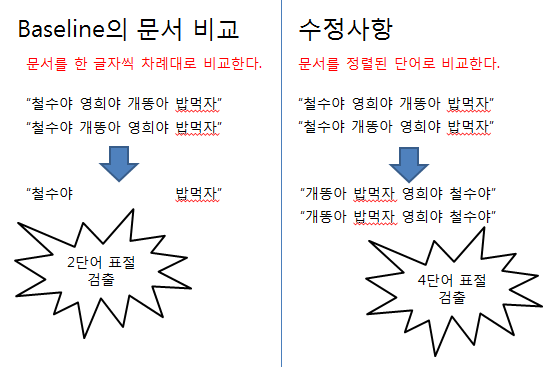 Baseline의 문서 비교
문서를 한 글자씩 차례대로 비교한다.
“철수야 영희야 개똥아 밥먹자”
“철수야 개똥아 영희야 밥먹자”
“철수야 밥먹자”
2단어 표절
검출
수정사항
문서를 정렬된 단어로 비교한다.
“철수야 영희야 개똥아 밥먹자”
“철수야 개똥아 영희야 밥먹자”
“개똥아 밥먹자 영희야 철수야”
“개똥아 밥먹자 영희야 철수야”
4단어 표절
검출